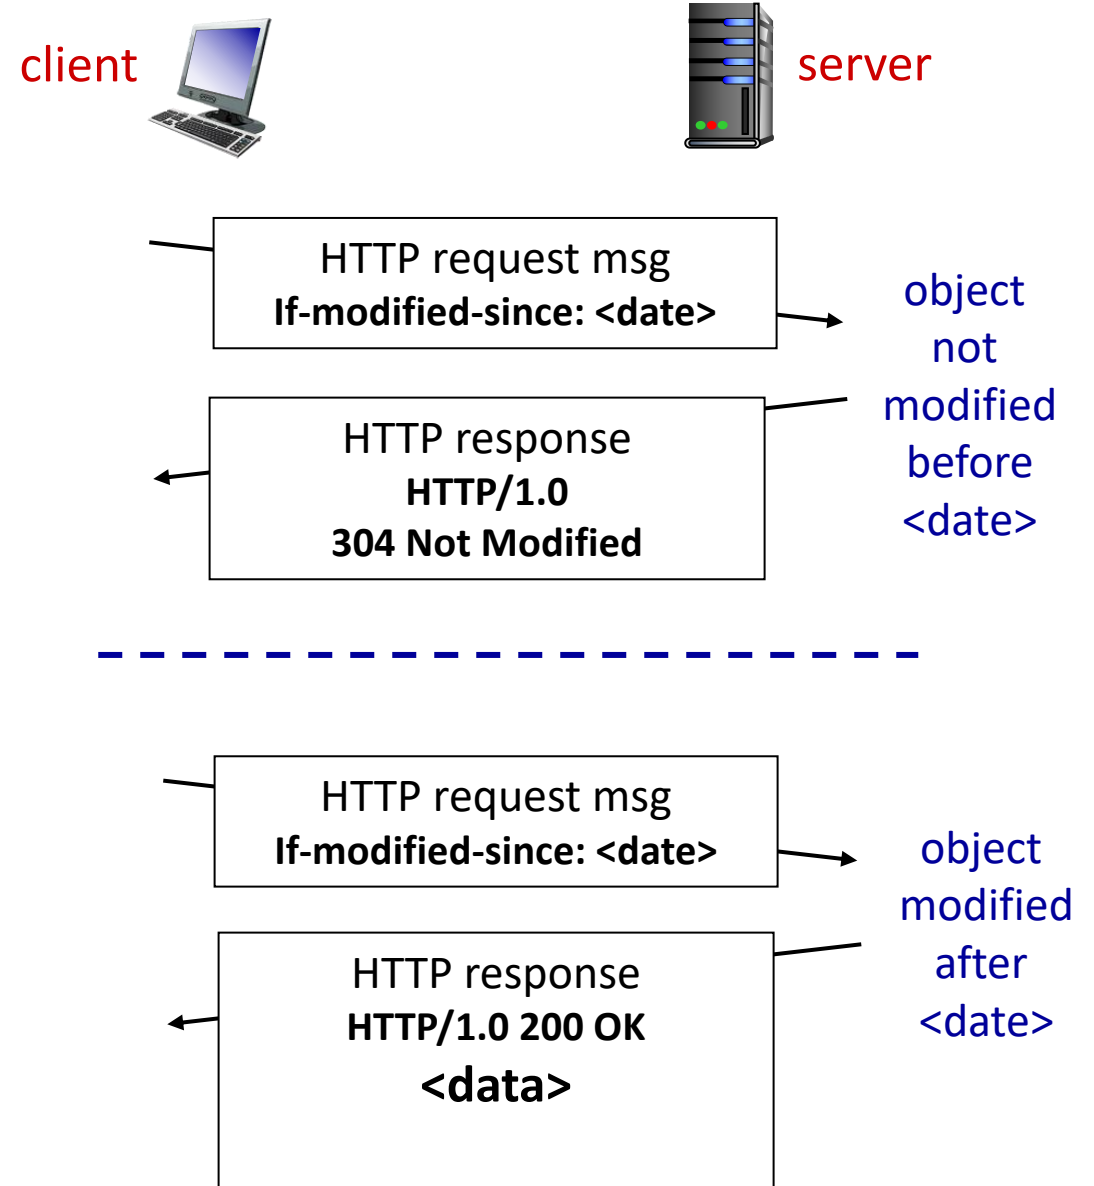 client
server
HTTP request msg
If-modified-since: <date>
object
not
modified
before
<date>
HTTP response
HTTP/1.0
304 Not Modified
HTTP request msg
If-modified-since: <date>
object
modified
after
<date>
HTTP response
HTTP/1.0 200 OK
<data>